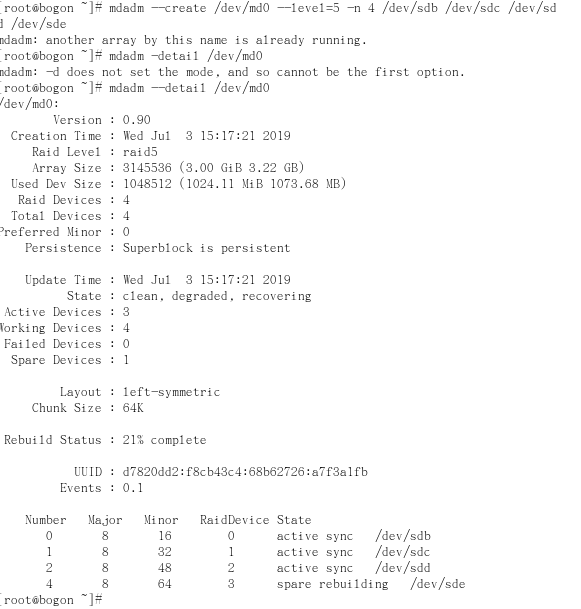 [root@bogon ~]# mdadm --create /dev/md0 --level=5 -n 4 /dev/sdb /dev/sdc /dev/sd
d /dev/sde
mdadm: another array by this name is already running.
[root@bogon ~]# mdadm -detail /dev/md0
mdadm: -d does not set the mode, and so cannot be the first option.
[root@bogon ~]# mdadm --detail /dev/md0
/dev/md0:
Version : 0.90
Creation Time : Wed Jul  3 15:17:21 2019
Raid Level : raid5
Array Size : 3145536 (3.00 GiB 3.22 GB)
Used Dev Size : 1048512 (1024.11 MiB 1073.68 MB)
Raid Devices : 4
Total Devices : 4
Preferred Minor : 0
Persistence : Superblock is persistent
Update Time : Wed Jul  3 15:17:21 2019
State : clean, degraded, recovering
Active Devices : 3
Working Devices : 4
Failed Devices : 0
Spare Devices : 1
Layout : left-symmetric
Chunk Size : 64K
Rebuild Status : 21% complete
UUID : d7820dd2:f8cb43c4:68b62726:a7f3a1fb
Events : 0.1
Number Major Minor RaidDevice State
0 8 16 0 active sync /dev/sdb
1 8 32 1 active sync /dev/sdc
2 8 48 2 active sync /dev/sdd
4 8 64 3 spare rebuilding /dev/sde
[root@bogon ~]#